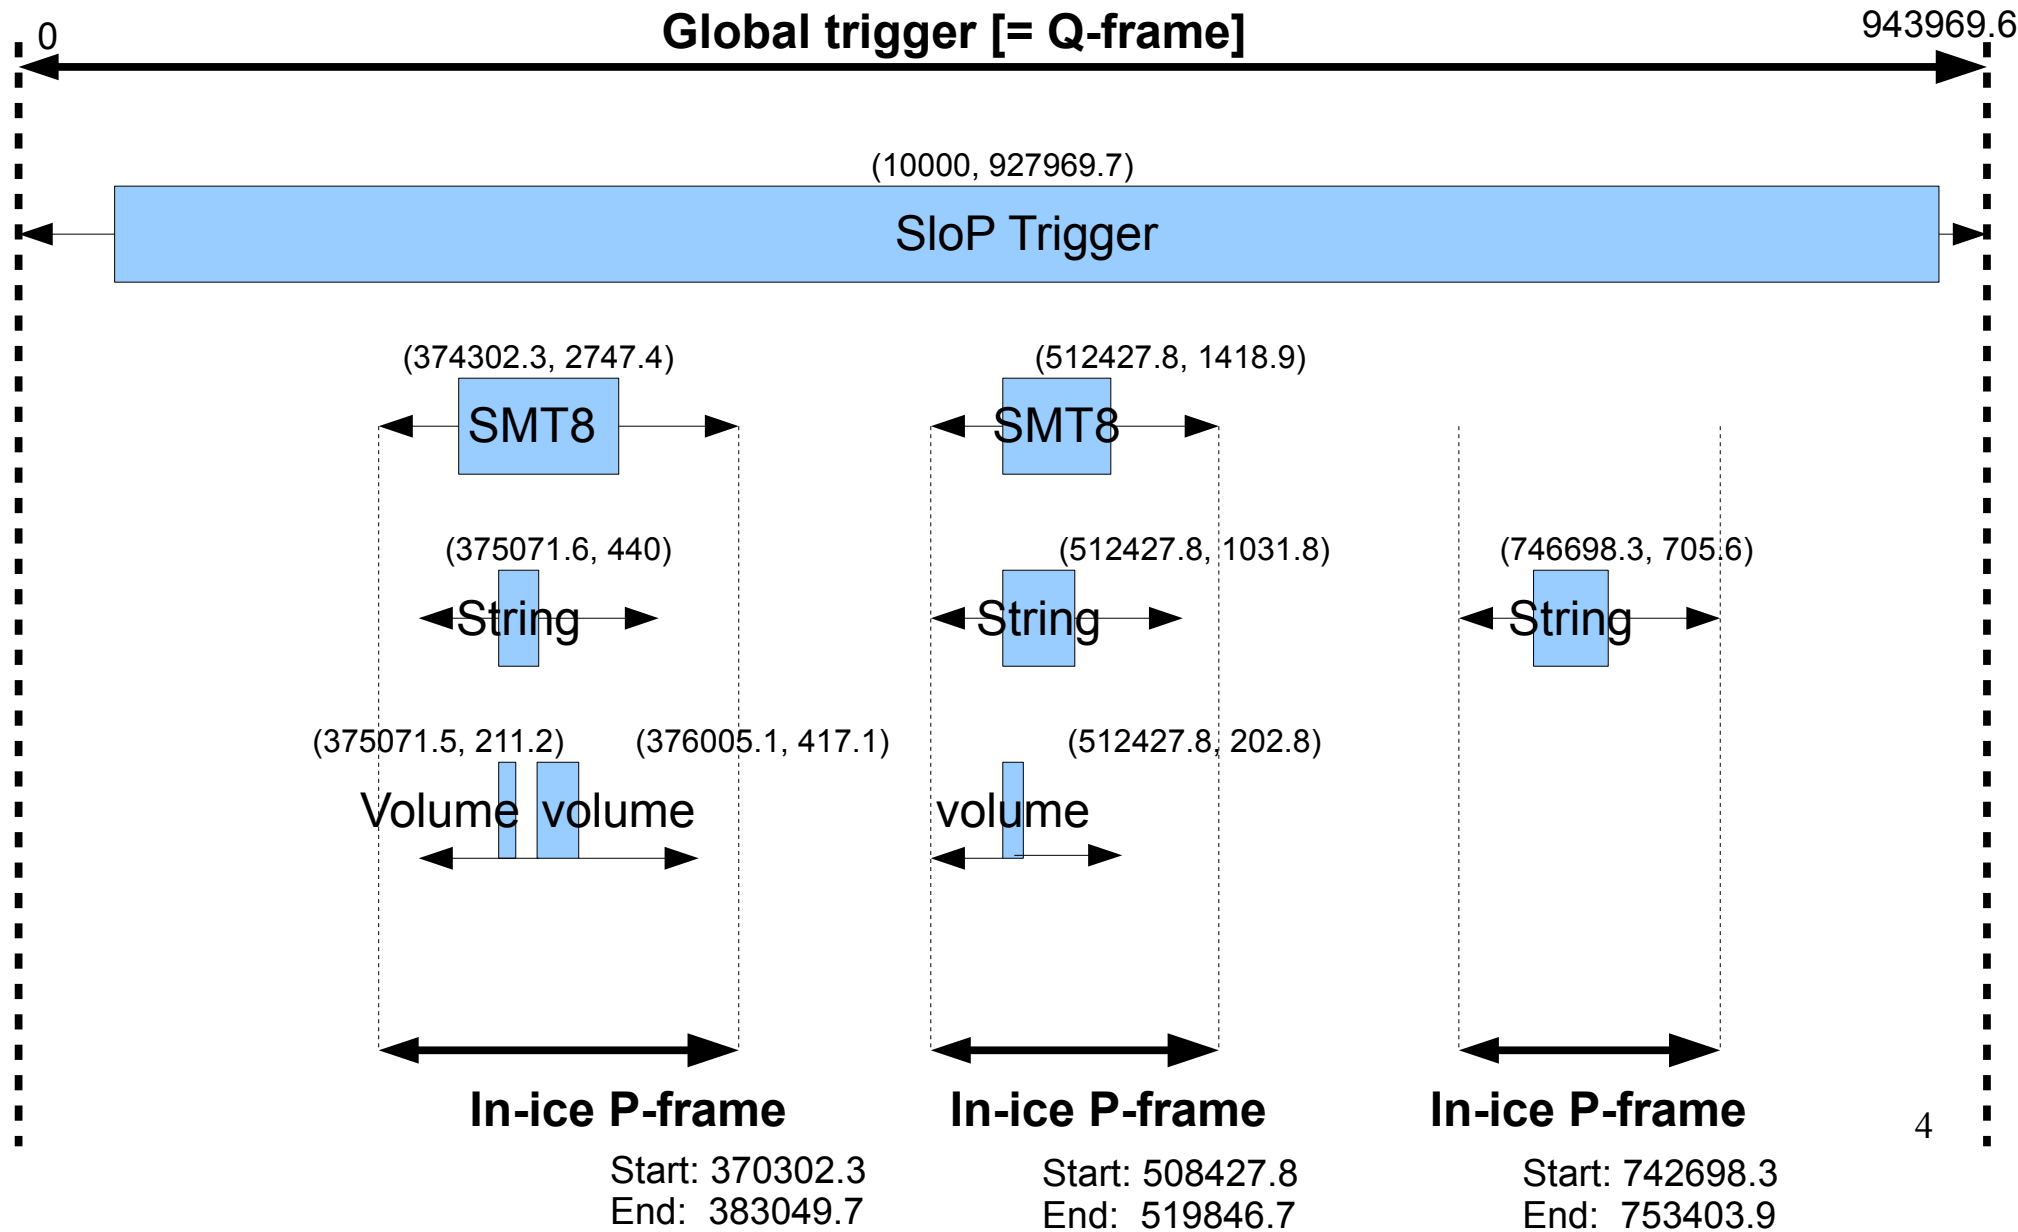 0
Global trigger [= Q-frame]
943969.6
(10000, 927969.7)
SloP Trigger
(374302.3, 2747.4)
(512427.8, 1418.9)
SMT8
SMT8
(375071.6, 440)
(512427.8, 1031.8)
(746698.3, 705.6)
String
String
String
(375071.5, 211.2)
(376005.1, 417.1)
(512427.8, 202.8)
Volume
volume
volume
In-ice P-frame
In-ice P-frame
In-ice P-frame
4
Start: 370302.3
End: 383049.7
Start: 508427.8
End: 519846.7
Start: 742698.3
End: 753403.9